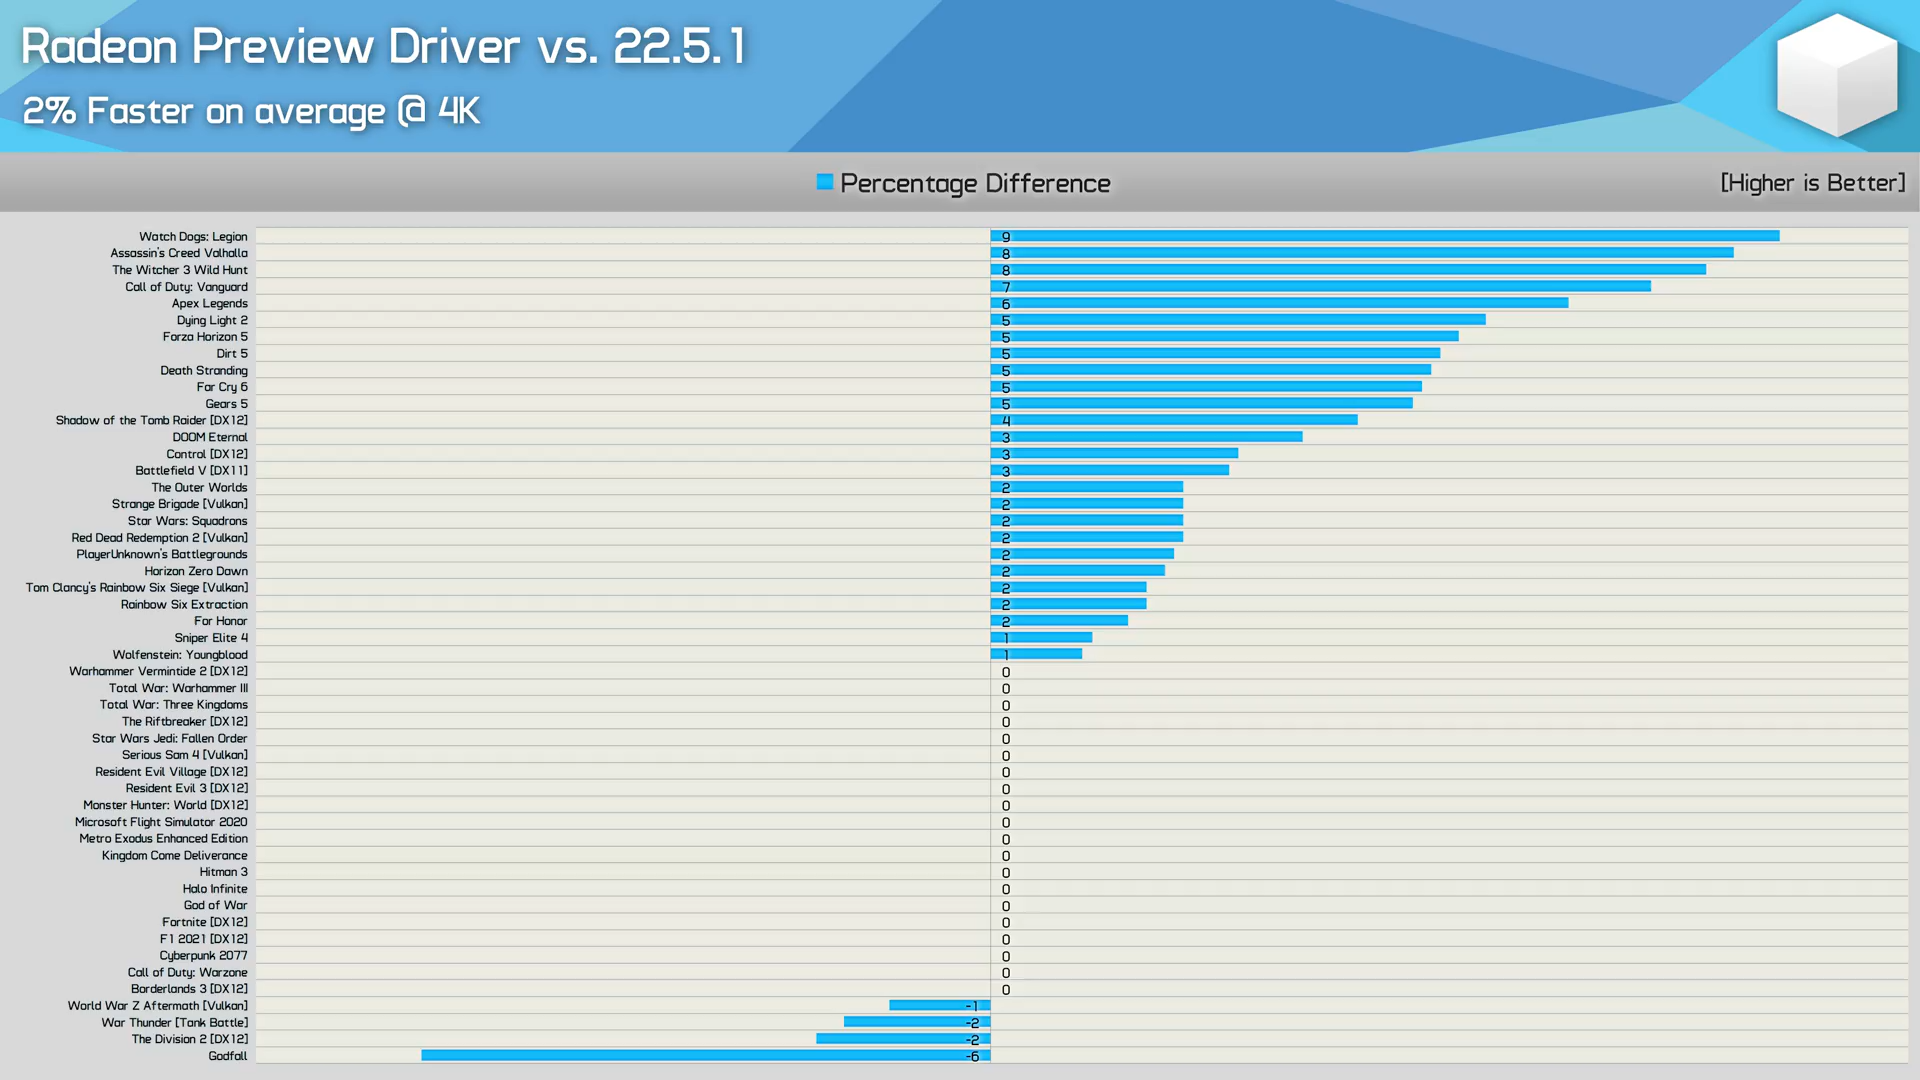 Radeon Preview Driver vs. 22.5.1
2% Faster on average @ 4K
Percentage Difference
[Higher is Better]
Watch Dogs: Legion 9
Assassin's Creed Valhalla 8
The Witcher 3 Wild Hunt 8
Call of Duty: Vanguard 7
Apex Legends 6
Dying Light 2 5
Forza Horizon 5 5
Dirt 5 5
Death Stranding 5
Far Cry 6 5
Gears 5 5
Shadow of the Tomb Raider [DX12] 4
DOOM Eternal 3
Control [DX12] 3
Battlefield V [DX11] 3
The Outer Worlds 2
Strange Brigade [Vulkan] 2
Star Wars: Squadrons 2
Red Dead Redemption 2 [Vulkan] 2
PlayerUnknown's Battlegrounds 2
Horizon Zero Dawn 2
Tom Clancy's Rainbow Six Siege [Vulkan] 2
Rainbow Six Extraction 2
For Honor 2
Sniper Elite 4 1
Wolfenstein: Youngblood 1
Warhammer Vermintide 2 [DX12] 0
Total War: Warhammer III 0
Total War: Three Kingdoms 0
The Riftbreaker [DX12] 0
Star Wars Jedi: Fallen Order 0
Serious Sam 4 [Vulkan] 0
Resident Evil Village [DX12] 0
Resident Evil 3 [DX12] 0
Monster Hunter: World [DX12] 0
Microsoft Flight Simulator 2020 0
Metro Exodus Enhanced Edition 0
Kingdom Come Deliverance 0
Hitman 3 0
Halo Infinite 0
God of War 0
Fortnite [DX12] 0
F1 2021 [DX12] 0
Cyberpunk 2077 0
Call of Duty: Warzone 0
Borderlands 3 [DX12] 0
World War Z Aftermath [Vulkan] -1
War Thunder [Tank Battle] -2
The Division 2 [DX12] -2
Godfall -6